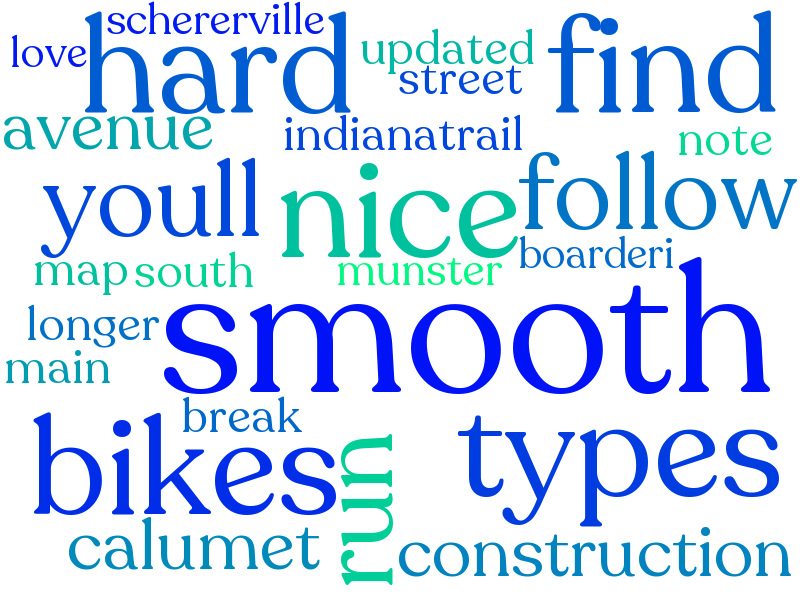 schererville
love
hard
updated
find
street
avenue
indianatrail
note
youll
nice
follow
boarderi
map
south
munster
longer
smooth
main
break
bikes
run
types
calumet
construction